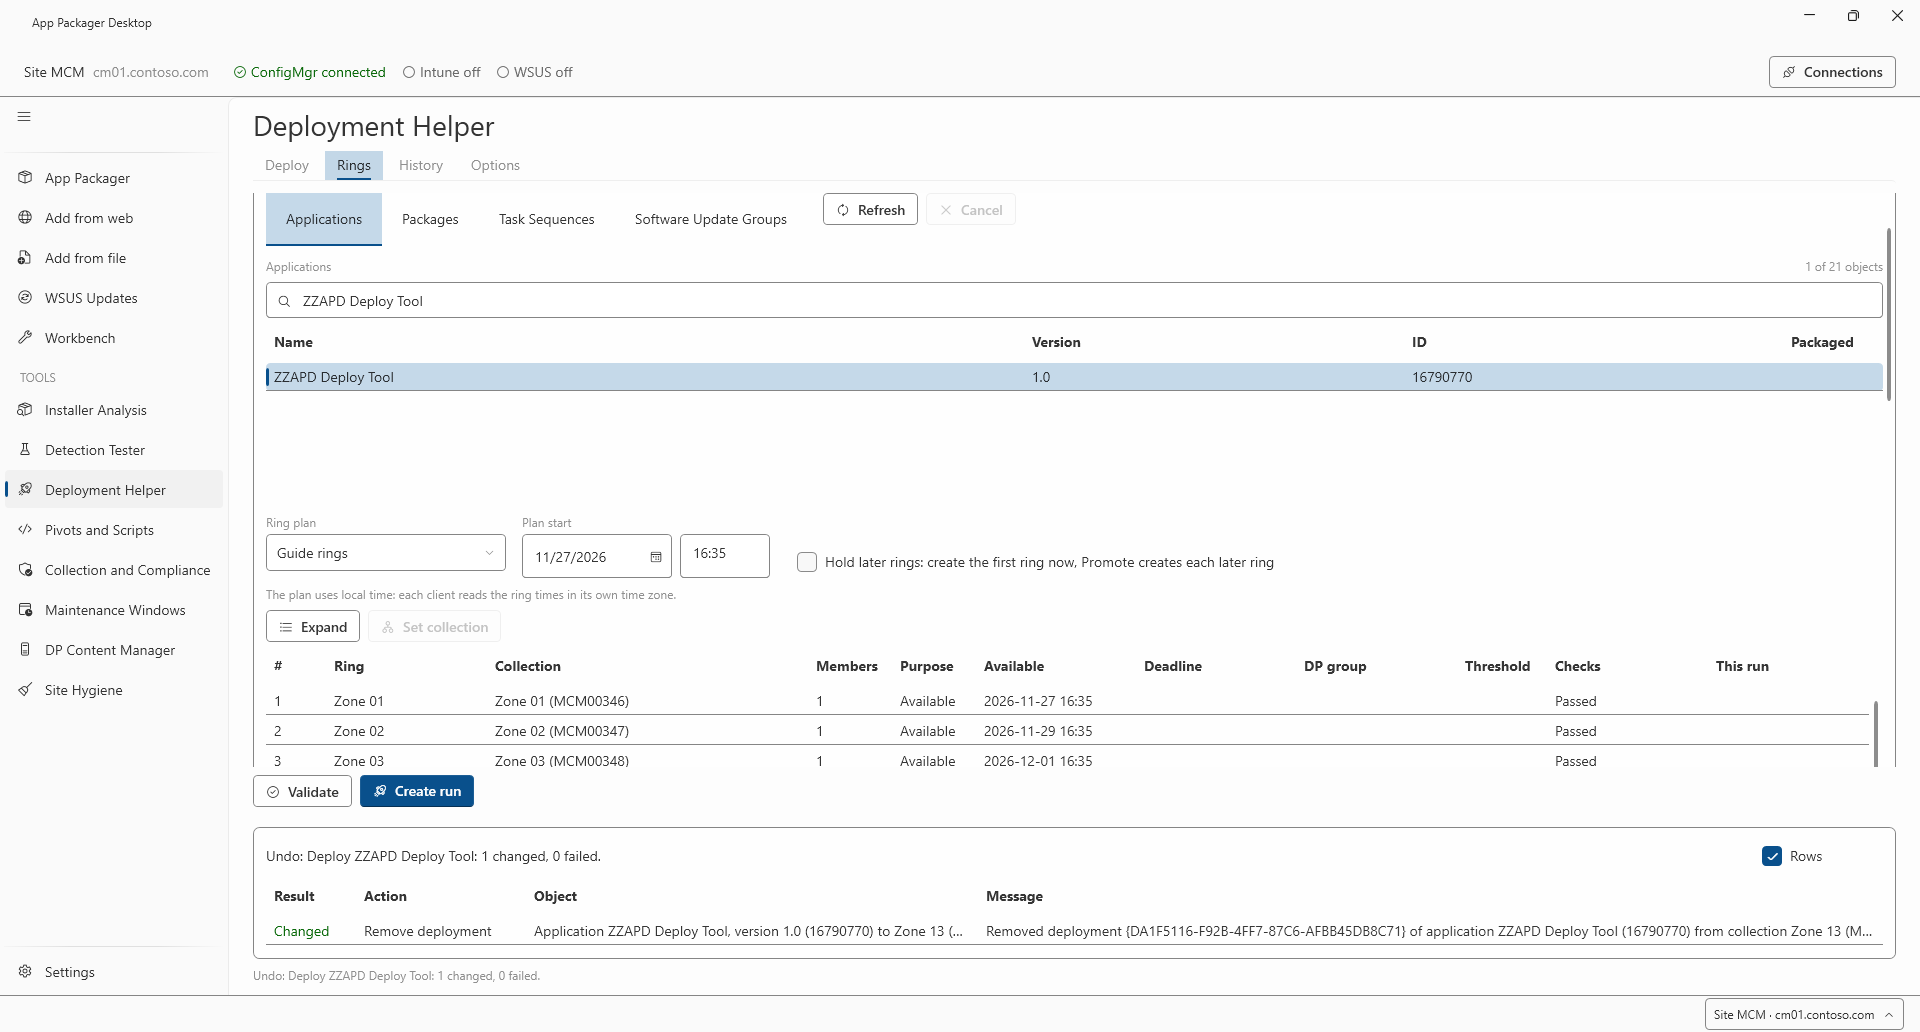 App Packager Desktop
Site MCM cm01.contoso.com ConfigMgr connected Intune off WSUS off Connections
Deployment Helper
Deploy Rings History Options
App Packager
Add from web
Add from file
WSUS Updates
Workbench
TOOLS
Installer Analysis
Detection Tester
Deployment Helper
Pivots and Scripts
Collection and Compliance
Maintenance Windows
DP Content Manager
Site Hygiene
Settings
Applications Packages Task Sequences Software Update Groups Refresh Cancel
Applications 1 of 21 objects
ZZAPD Deploy Tool
Name Version ID Packaged
ZZAPD Deploy Tool 1.0 16790770
Ring plan Plan start
Guide rings 11/27/2026 16:35 Hold later rings: create the first ring now, Promote creates each later ring
The plan uses local time: each client reads the ring times in its own time zone.
Expand Set collection
# Ring Collection Members Purpose Available Deadline DP group Threshold Checks This run
1 Zone 01 Zone 01 (MCM00346) 1 Available 2026-11-27 16:35 Passed
2 Zone 02 Zone 02 (MCM00347) 1 Available 2026-11-29 16:35 Passed
3 Zone 03 Zone 03 (MCM00348) 1 Available 2026-12-01 16:35 Passed
Validate Create run
Undo: Deploy ZZAPD Deploy Tool: 1 changed, 0 failed. Rows
Result Action Object Message
Changed Remove deployment Application ZZAPD Deploy Tool, version 1.0 (16790770) to Zone 13 (... Removed deployment {DA1F5116-F92B-4FF7-87C6-AFBB45DB8C71} of application ZZAPD Deploy Tool (16790770) from collection Zone 13 (M...
Undo: Deploy ZZAPD Deploy Tool: 1 changed, 0 failed.
Site MCM · cm01.contoso.com